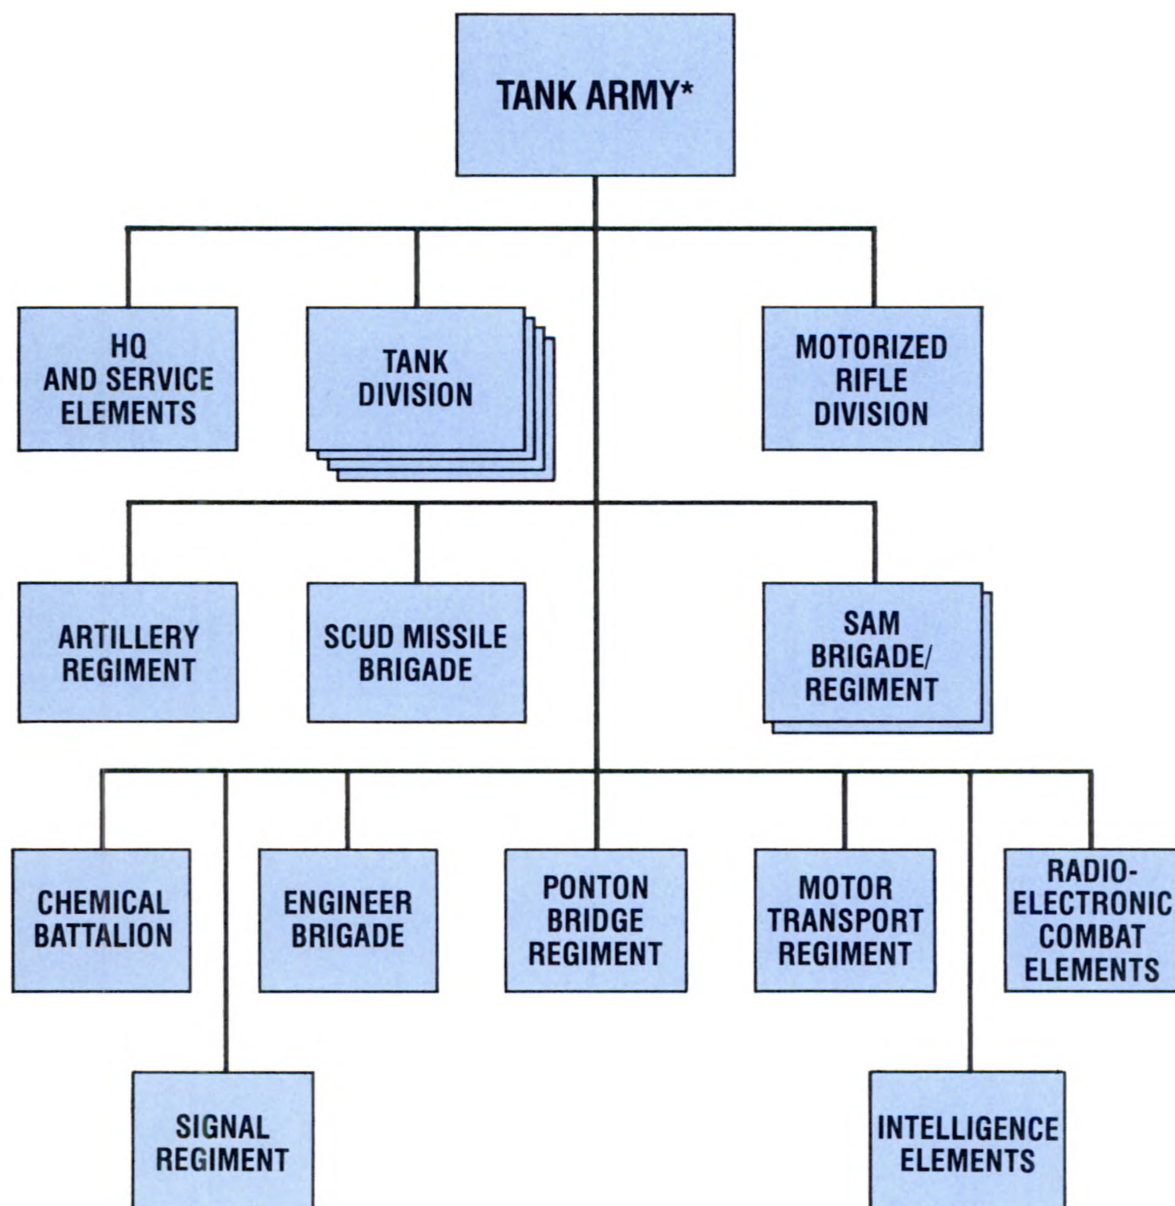 TANK ARMY*
HQ
AND SERVICE
ELEMENTS
TANK
DIVISION
MOTORIZED
RIFLE
DIVISION
ARTILLERY
REGIMENT
SCUD MISSILE
BRIGADE
SAM
BRIGADE/
REGIMENT
CHEMICAL
BATTALION
ENGINEER
BRIGADE
PONTON
BRIDGE
REGIMENT
MOTOR
TRANSPORT
REGIMENT
RADIO-
ELECTRONIC
COMBAT
ELEMENTS
SIGNAL
REGIMENT
INTELLIGENCE
ELEMENTS